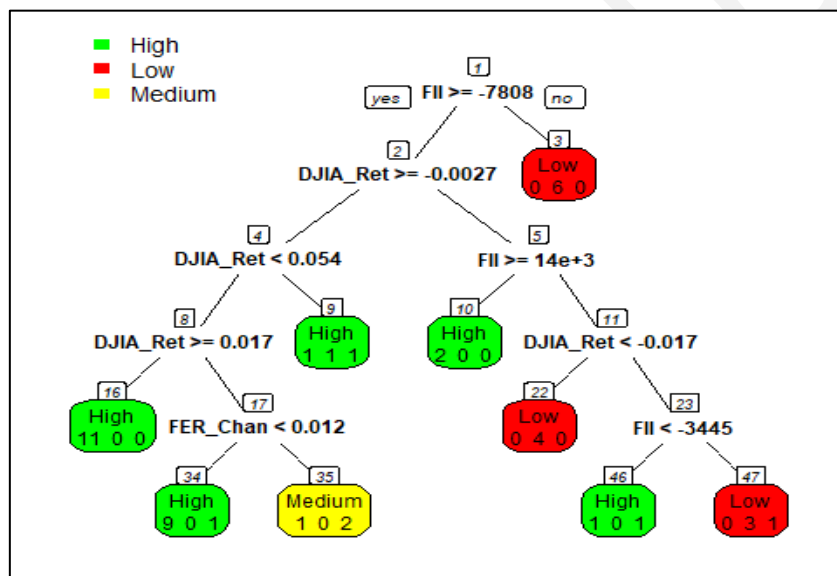 High
Low
Medium
1
yes FII >= -7808 no
2 3
DJIA_Ret >= -0.0027 Low
0 6 0
4 5
DJIA_Ret < 0.054 FII >= 14e+3
8 9 10 11
DJIA_Ret >= 0.017 High High DJIA_Ret < -0.017
1 1 1 2 0 0
16 17 22 23
High FER_Chan < 0.012 Low FII < -3445
11 0 0 0 4 0
34 35 46 47
High Medium High Low
9 0 1 1 0 2 1 0 1 0 3 1